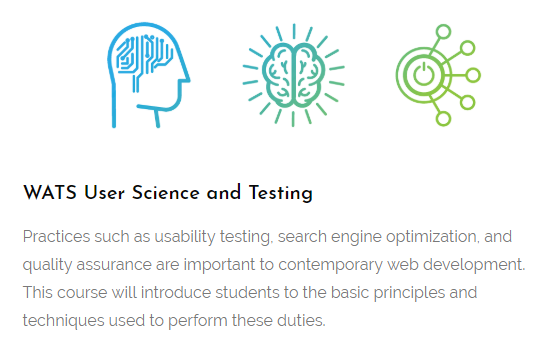 WATS User Science and Testing
Practices such as usability testing, search engine optimization, and
quality assurance are important to contemporary web development.
This course will introduce students to the basic principles and
techniques used to perform these duties.